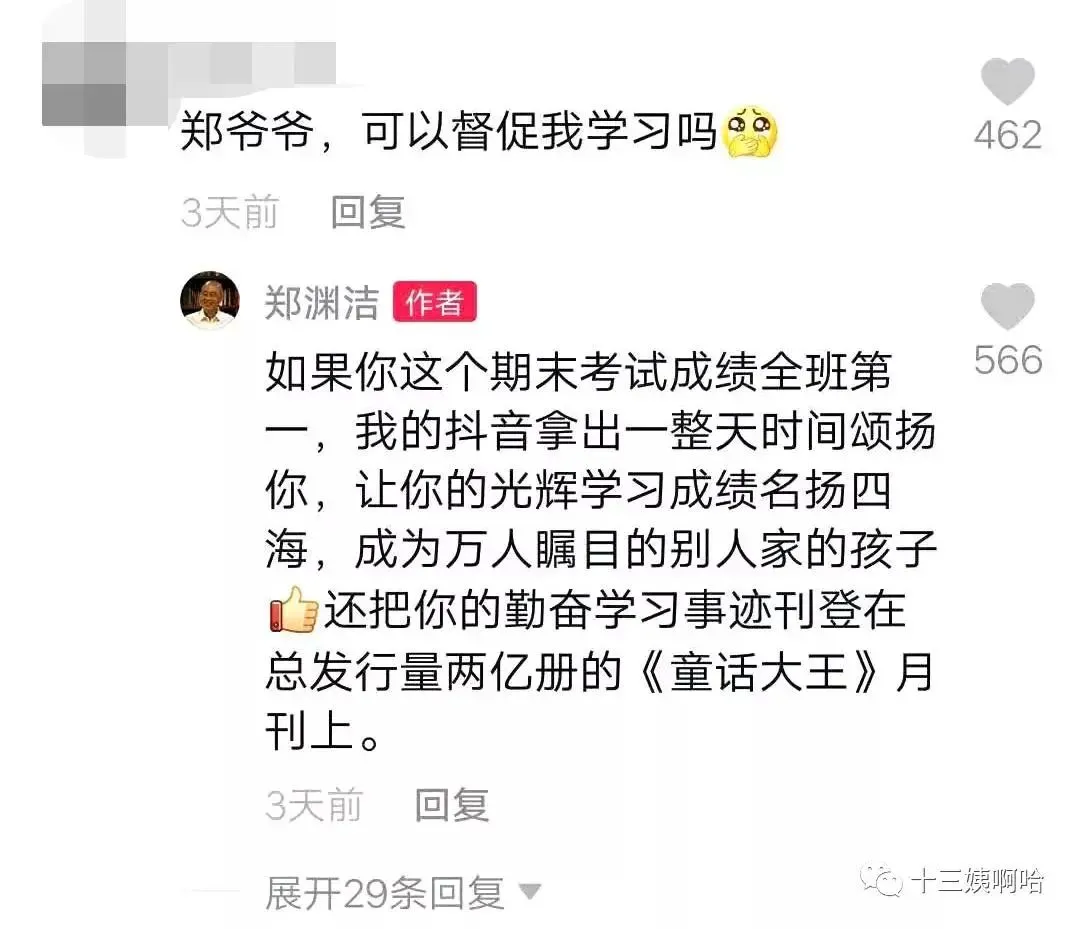 郑爷爷，可以督促我学习吗
462
3天前 回复
郑渊洁 作者
566
如果你这个期末考试成绩全班第
一，我的抖音拿出一整天时间颂扬
你，让你的光辉学习成绩名扬四
海，成为万人瞩目的别人家的孩子
还把你的勤奋学习事迹刊登在
总发行量两亿册的《童话大王》月
刊上。
3天前 回复
展开29条回复
十三姨啊哈